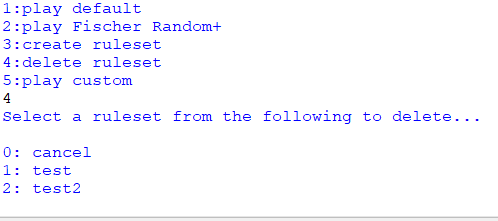 1:play default
2:play Fischer Random+
3:create ruleset
4:delete ruleset
5:play custom
4
Select a ruleset from the following to delete...
0: cancel
1: test
2: test2